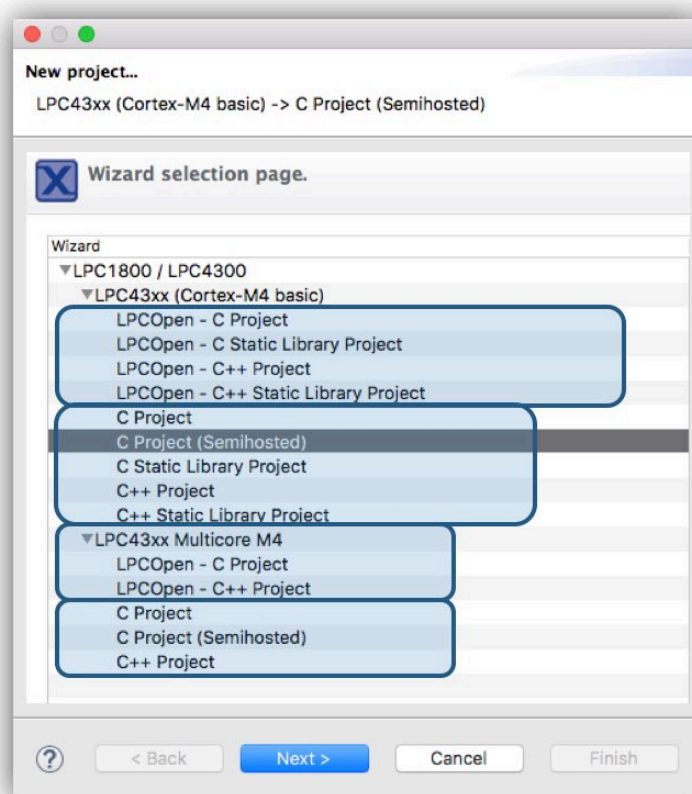 New project...
LPC43xx (Cortex-M4 basic) -> C Project (Semihosted)
X
Wizard selection page.
Wizard
LPC1800 / LPC4300
LPC43xx (Cortex-M4 basic)
LPCOpen - C Project
LPCOpen - C Static Library Project
LPCOpen - C++ Project
LPCOpen - C++ Static Library Project
C Project
C Project (Semihosted)
C Static Library Project
C++ Project
C++ Static Library Project
LPC43xx Multicore M4
LPCOpen - C Project
LPCOpen - C++ Project
C Project
C Project (Semihosted)
C++ Project
? < Back Next > Cancel Finish